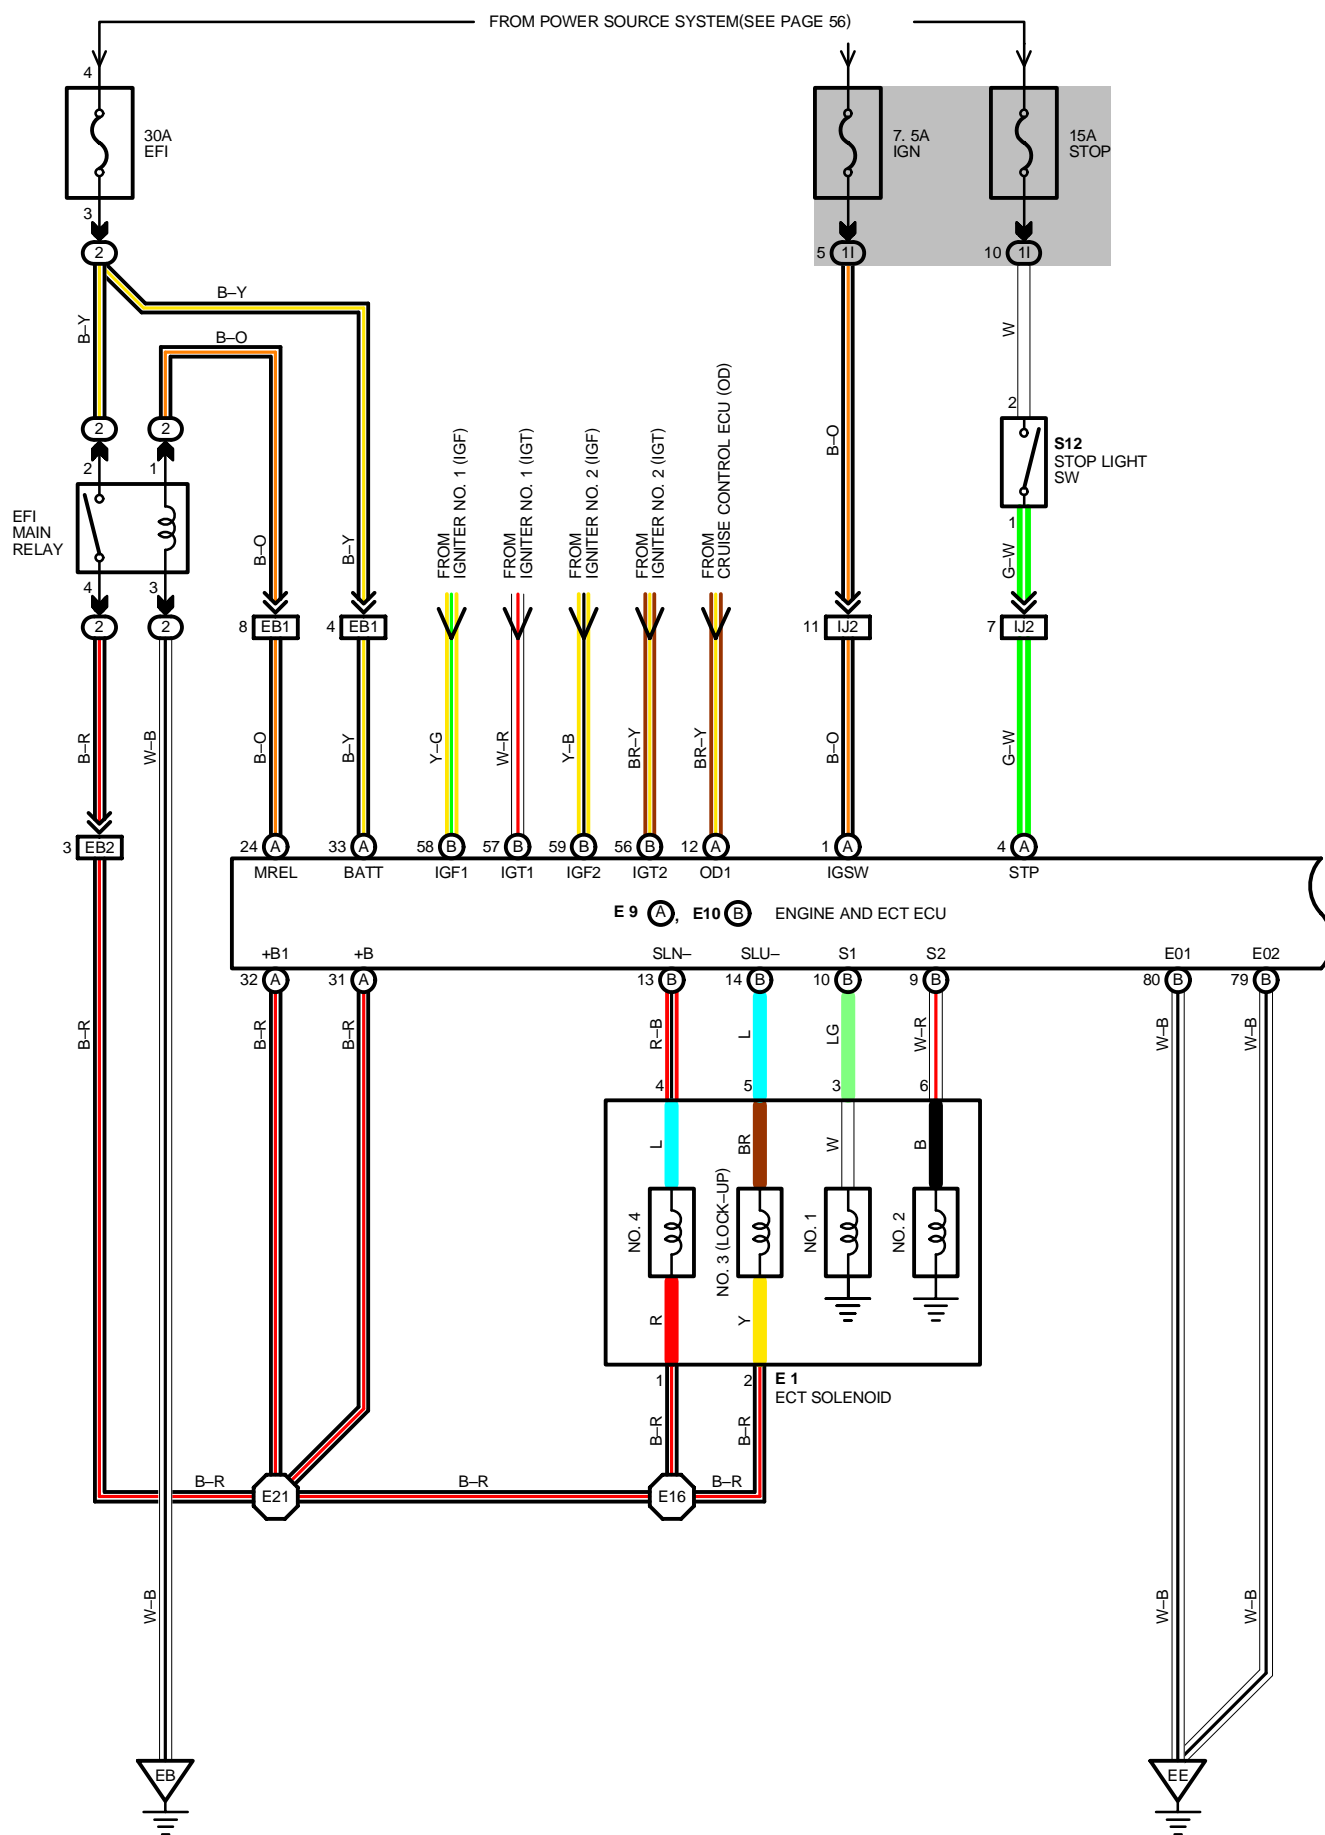 FROM POWER SOURCE SYSTEM(SEE PAGE 56)
4
30A
EFI
7. 5A
IGN
15A
STOP
3
2
5
1I
10
1I
B–Y
B–Y
B–O
W
2
2
2
2
1
S12
STOP LIGHT
SW
EFI
MAIN
RELAY
B–O
B–Y
FROM
IGNITER NO. 1 (IGF)
FROM
IGNITER NO. 1 (IGT)
FROM
IGNITER NO. 2 (IGF)
FROM
IGNITER NO. 2 (IGT)
FROM
CRUISE CONTROL ECU (OD)
B–O
1
G–W
4
3
2
2
8
EB1
4
EB1
11
IJ2
7
IJ2
B–R
W–B
B–O
B–Y
Y–G
W–R
Y–B
BR–Y
BR–Y
B–O
G–W
3
EB2
24
A
33
A
58
B
57
B
59
B
56
B
12
A
1
A
4
A
MREL
BATT
IGF1
IGT1
IGF2
IGT2
OD1
IGSW
STP
E 9
A
,
E10
B
ENGINE AND ECT ECU
+B1
+B
SLN–
SLU–
S1
S2
E01
E02
32
A
31
A
13
B
14
B
10
B
9
B
80
B
79
B
B–R
B–R
B–R
R–B
L
LG
W–R
W–B
W–B
4
5
3
6
L
BR
W
B
NO. 4
NO. 3 (LOCK–UP)
NO. 1
NO. 2
R
Y
1
2
E 1
ECT SOLENOID
B–R
B–R
B–R
B–R
B–R
E21
E16
W–B
W–B
W–B
EB
EE